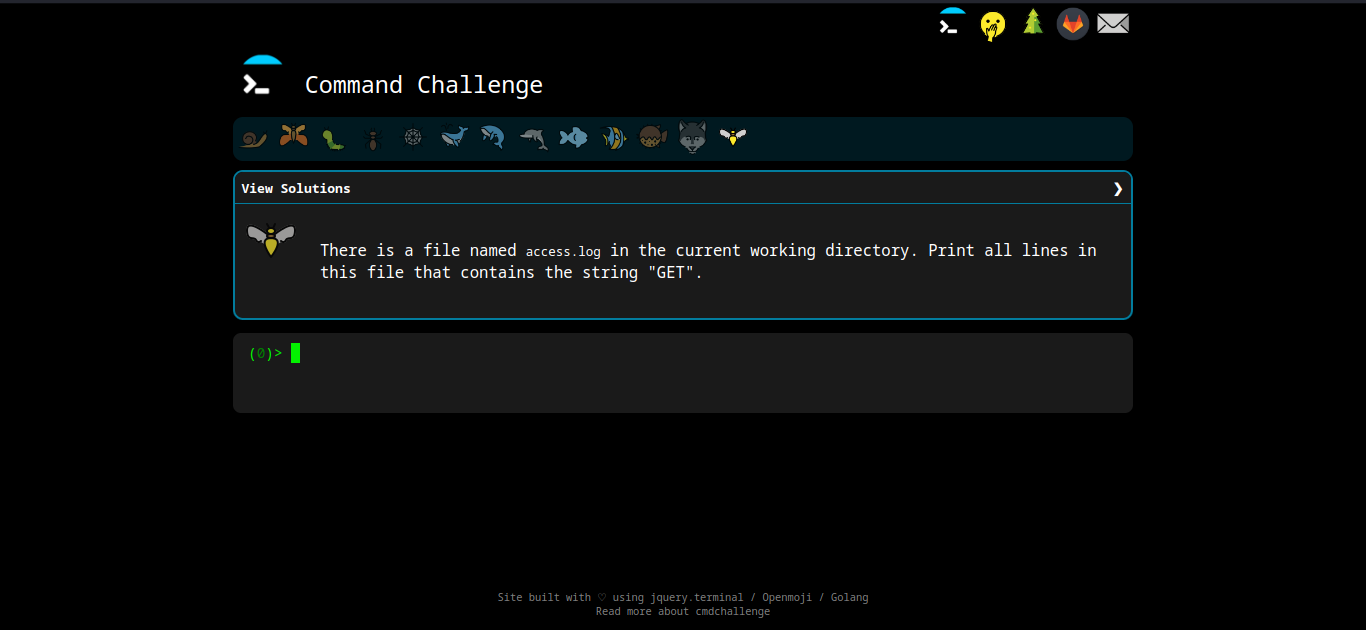 Command Challenge
View Solutions ❯
There is a file named access.log in the current working directory. Print all lines in
this file that contains the string "GET".
(0)>
Site built with ♡ using jquery.terminal / Openmoji / Golang
Read more about cmdchallenge